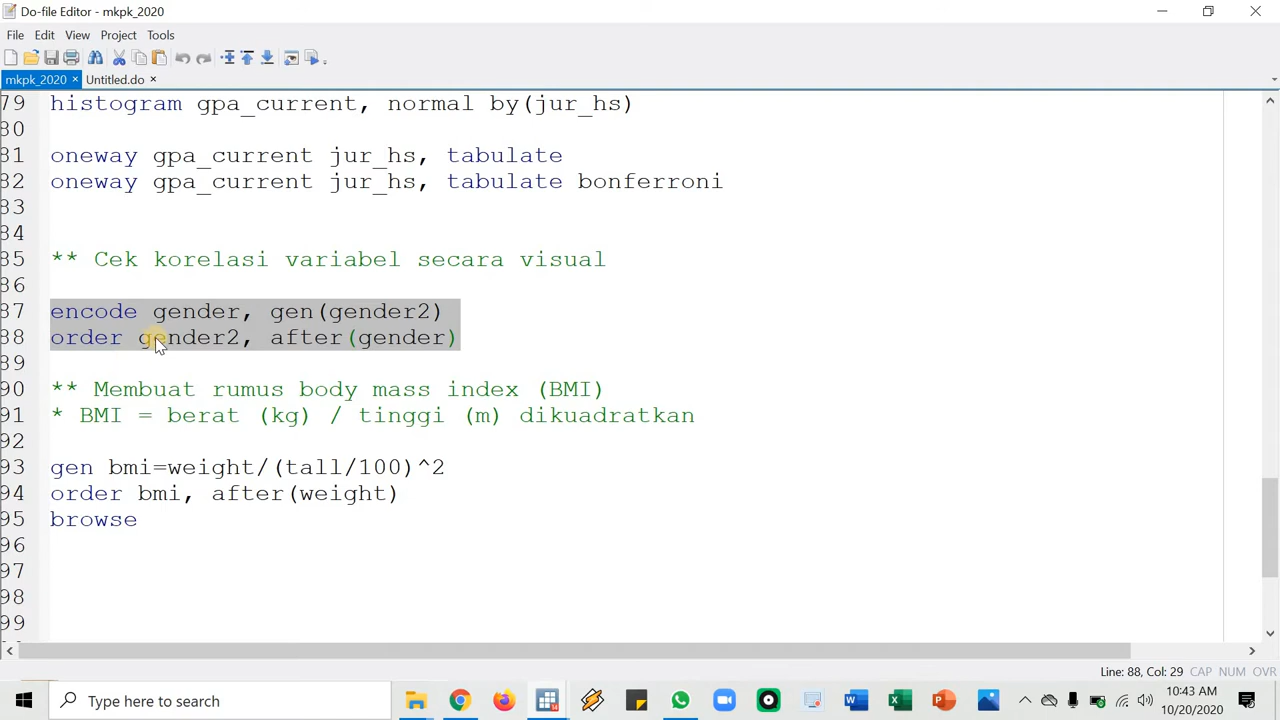 Do-file Editor - mkpk_2020
File Edit View Project Tools
mkpk_2020 × Untitled.do ×
79 histogram gpa_current, normal by(jur_hs)
80
81 oneway gpa_current jur_hs, tabulate
82 oneway gpa_current jur_hs, tabulate bonferroni
83
84
85 ** Cek korelasi variabel secara visual
86
87 encode gender, gen(gender2)
88 order gender2, after(gender)
89
90 ** Membuat rumus body mass index (BMI)
91 * BMI = berat (kg) / tinggi (m) dikuadratkan
92
93 gen bmi=weight/(tall/100)^2
94 order bmi, after(weight)
95 browse
96
97
98
99
Line: 88, Col: 29 CAP NUM OVR
Type here to search
10:43 AM
10/20/2020